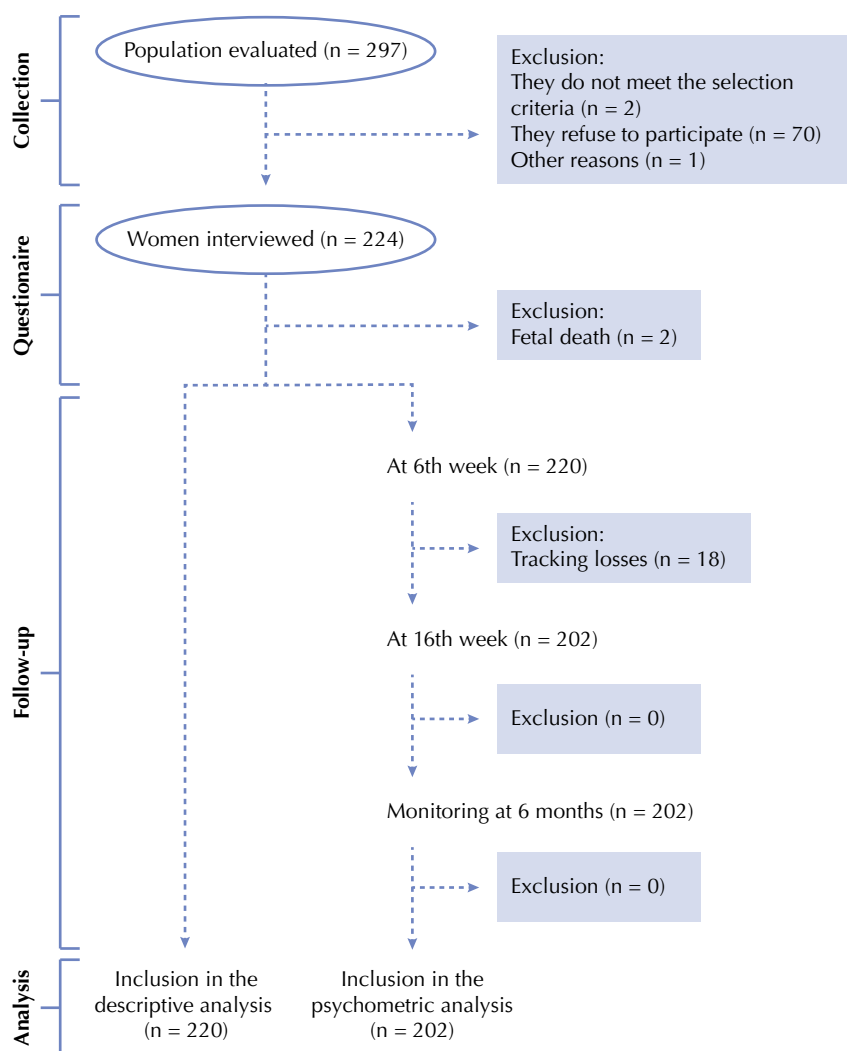 Collection
Population evaluated (n = 297)
Exclusion:
They do not meet the selection
criteria (n = 2)
They refuse to participate (n = 70)
Other reasons (n = 1)
Questionaire
Women interviewed (n = 224)
Exclusion:
Fetal death (n = 2)
Follow-up
At 6th week (n = 220)
Exclusion:
Tracking losses (n = 18)
At 16th week (n = 202)
Exclusion (n = 0)
Monitoring at 6 months (n = 202)
Exclusion (n = 0)
Analysis
Inclusion in the
descriptive analysis
(n = 220)
Inclusion in the
psychometric analysis
(n = 202)